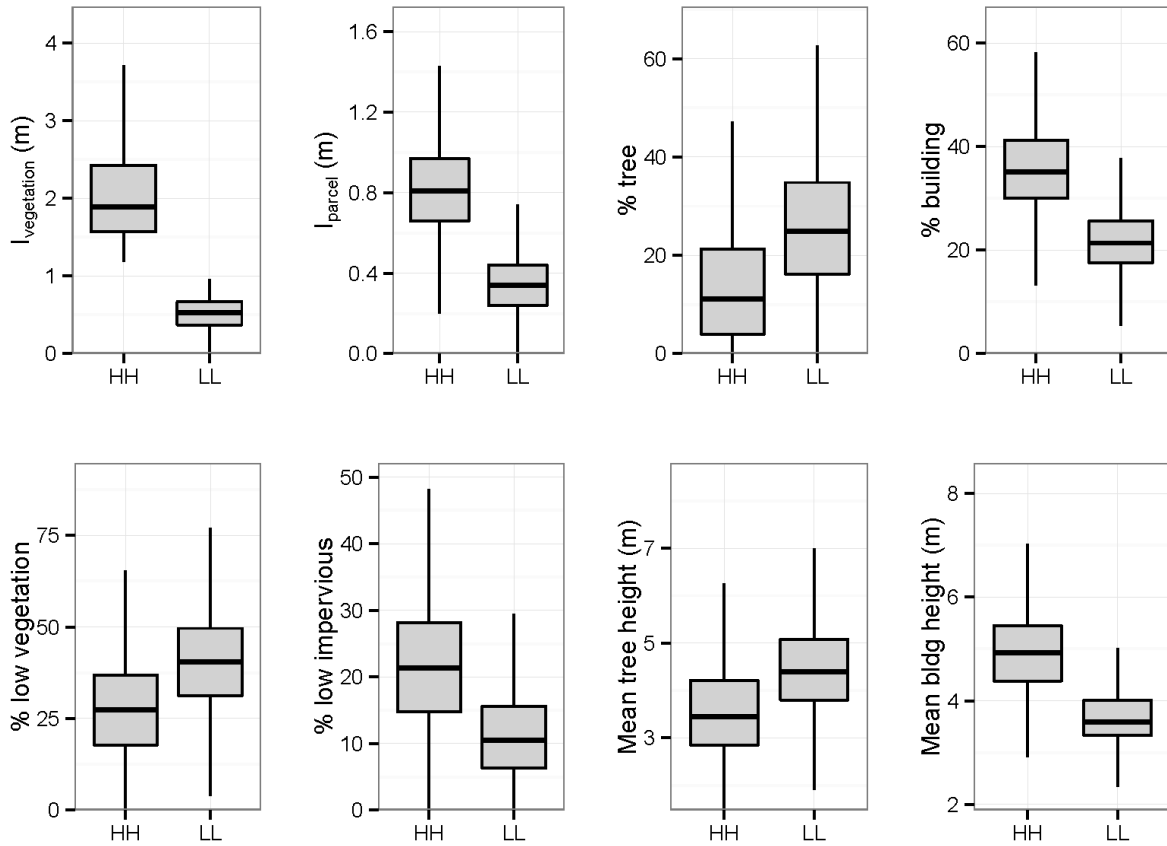 I_vegetation (m)
4
3
2
1
0
HH LL
I_parcel (m)
1.6
1.2
0.8
0.4
0.0
HH LL
% tree
60
40
20
0
HH LL
% building
60
40
20
0
HH LL
% low vegetation
75
50
25
0
HH LL
% low impervious
50
40
30
20
10
0
HH LL
Mean tree height (m)
7
5
3
HH LL
Mean bldg height (m)
8
6
4
2
HH LL